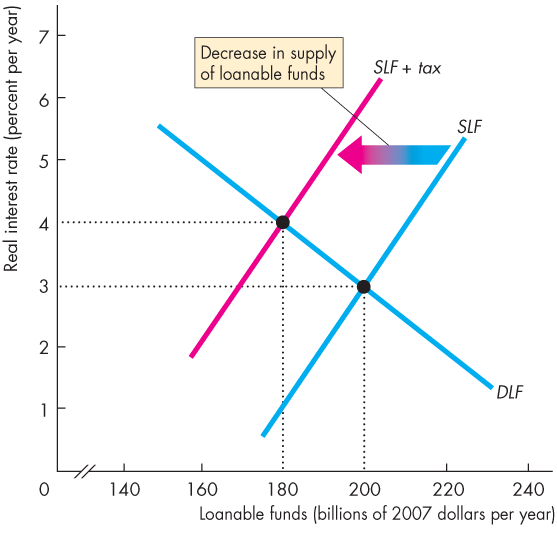 Real interest rate (percent per year)
7
6
5
4
3
2
1
0
Decrease in supply
of loanable funds
SLF + tax
SLF
DLF
140
160
180
200
220
240
Loanable funds (billions of 2007 dollars per year)